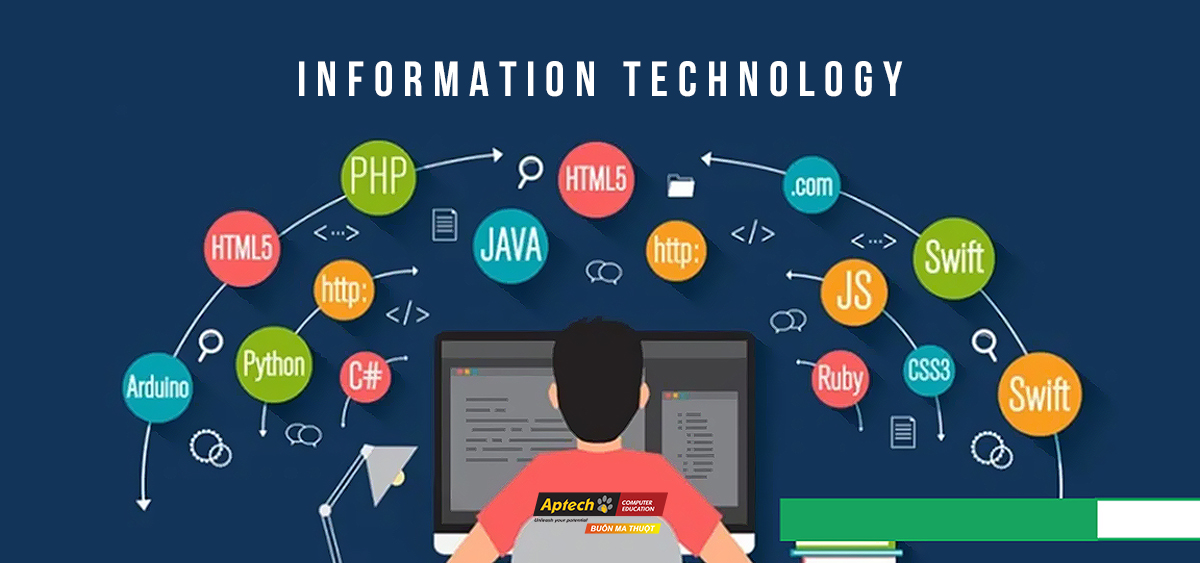 INFORMATION TECHNOLOGY
PHP
HTML5
.com
HTML5
JAVA
http:
Swift
http:
JS
</>
<...>
<...>
</>
Arduino
Python
C#
Ruby
CSS3
Swift
Aptech
COMPUTER
EDUCATION
Unleash your potential
BUÔN MA THUỘT